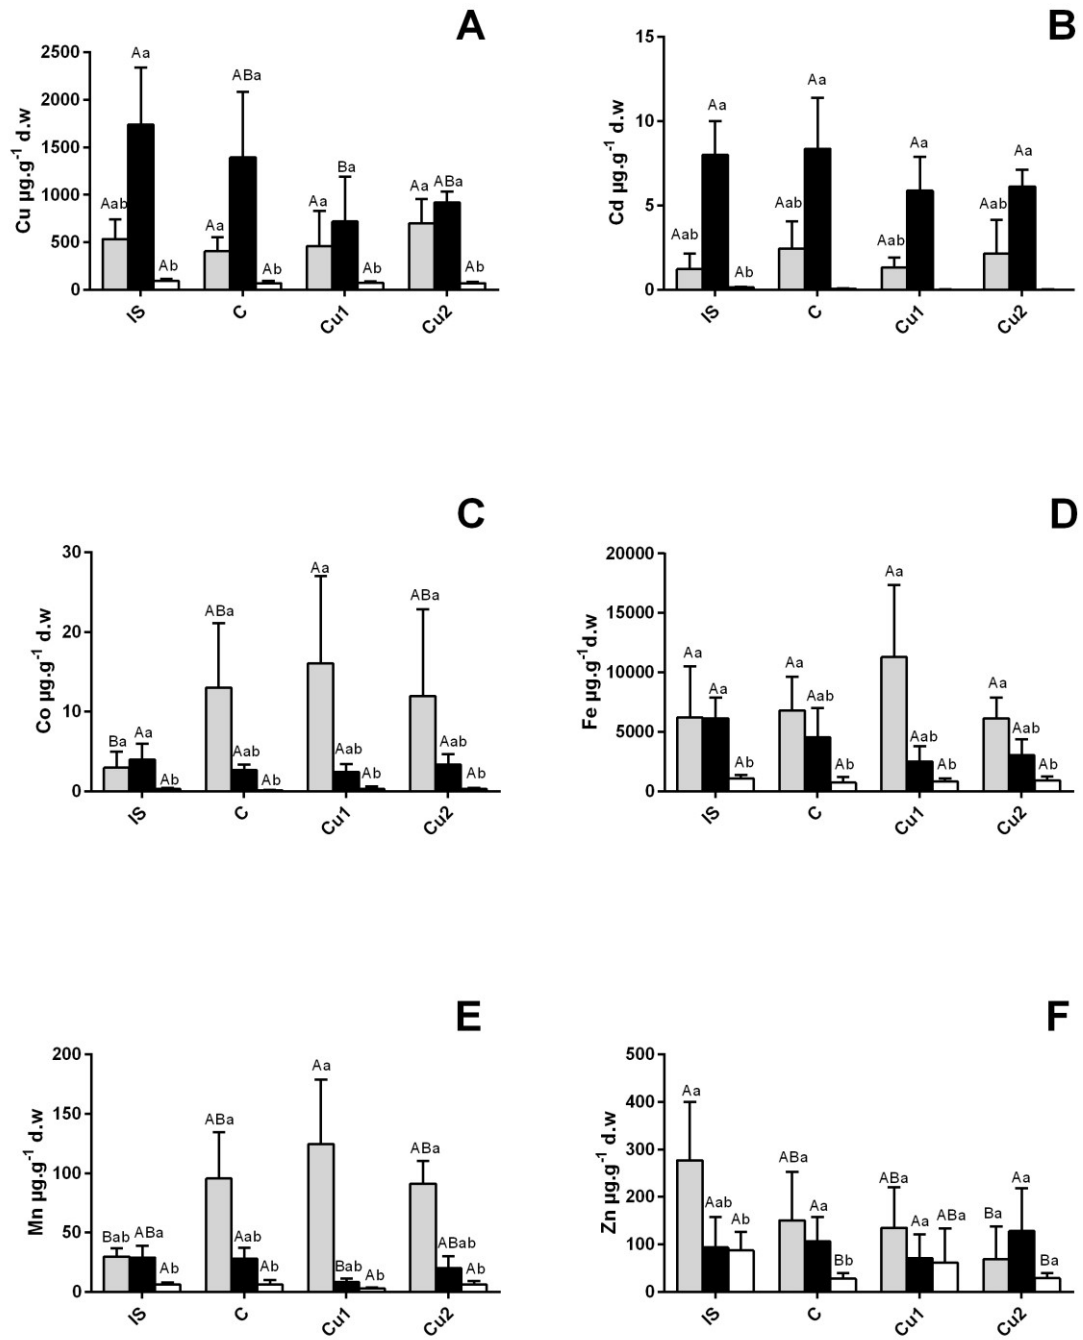 A
Cu µg.g-1 d.w
2500
2000
1500
1000
500
0
Aab Aa Ab
Aa ABa Ab
Aa Ba Ab
Aa ABa Ab
IS C Cu1 Cu2
B
Cd µg.g-1 d.w
15
10
5
0
Aab Aa Ab
Aab Aa
Aab Aa
Aab Aa
IS C Cu1 Cu2
C
Co µg.g-1 d.w
30
20
10
0
Ba Aa Ab
ABa Aab Ab
Aa Aab Ab
ABa Aab Ab
IS C Cu1 Cu2
D
Fe µg.g-1d.w
20000
15000
10000
5000
0
Aa Aa Ab
Aa Aab Ab
Aa Aab Ab
Aa Aab Ab
IS C Cu1 Cu2
E
Mn µg.g-1 d.w
200
150
100
50
0
Bab ABa Ab
ABa Aab Ab
Aa Bab Ab
ABa ABab Ab
IS C Cu1 Cu2
F
Zn µg.g-1 d.w
500
400
300
200
100
0
Aa Aab Ab
ABa Aa Bb
ABa Aa ABa
Ba Aa Ba
IS C Cu1 Cu2